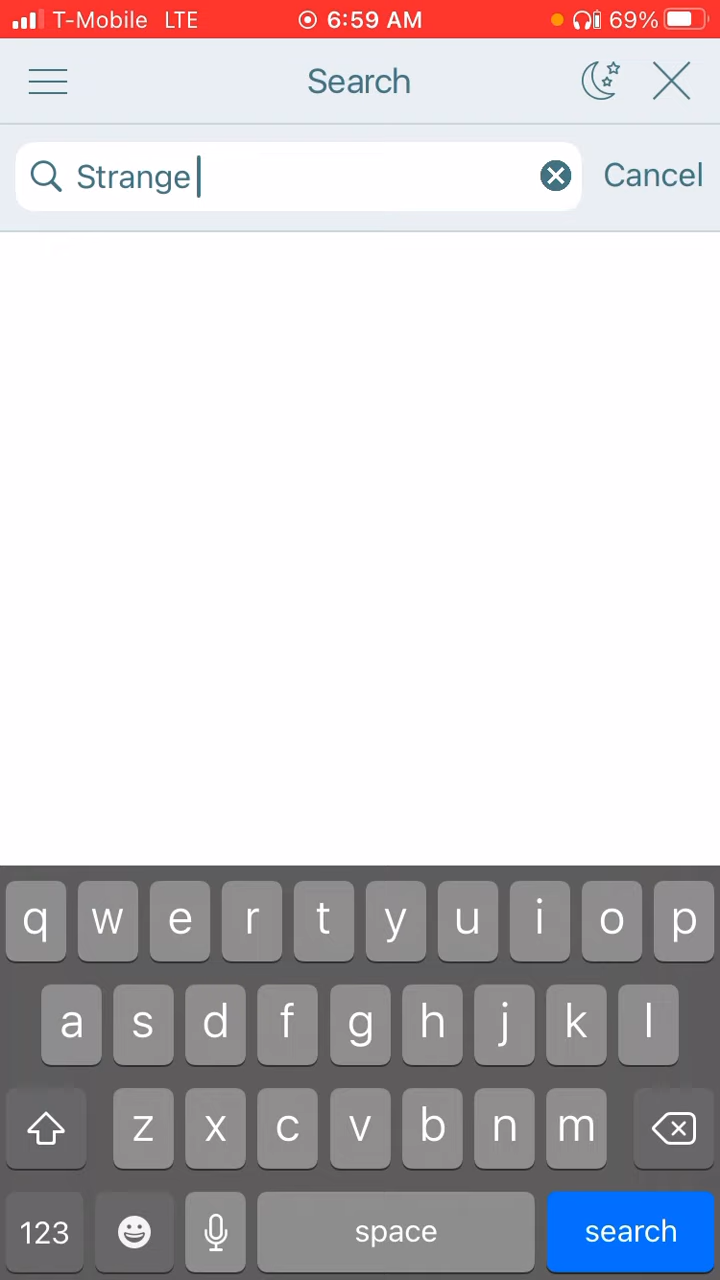 T-Mobile LTE 6:59 AM 69%
Search
Strange Cancel
q w e r t y u i o p
a s d f g h j k l
z x c v b n m
123 space search